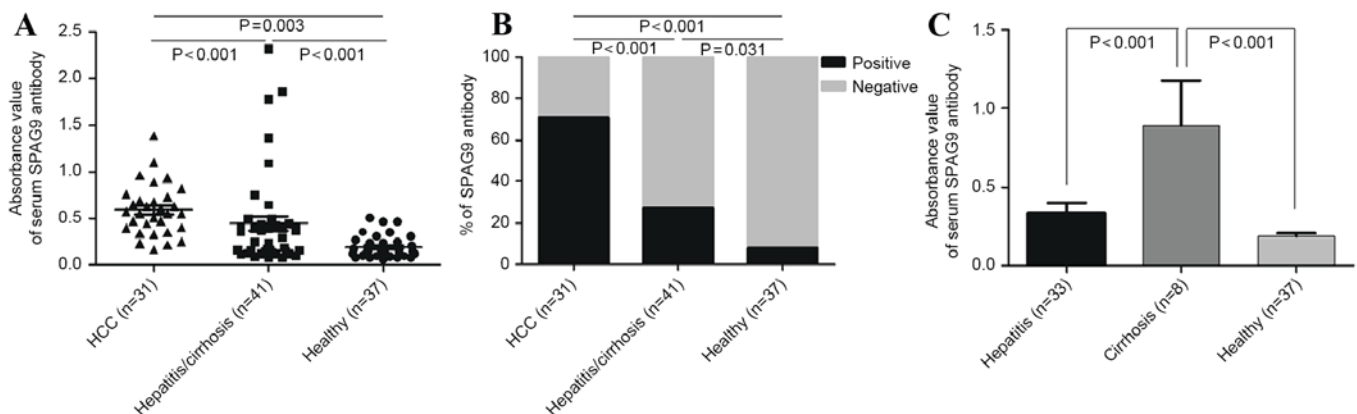 A
P=0.003
P<0.001
P<0.001
Absorbance value
of serum SPAG9 antibody
2.5
2.0
1.5
1.0
0.5
0.0
HCC (n=31)
Hepatitis/cirrhosis (n=41)
Healthy (n=37)
B
P<0.001
P<0.001
P=0.031
% of SPAG9 antibody
100
80
60
40
20
0
HCC (n=31)
Hepatitis/cirrhosis (n=41)
Healthy (n=37)
Positive
Negative
C
P<0.001
P<0.001
Absorbance value
of serum SPAG9 antibody
1.5
1.0
0.5
0.0
Hepatitis (n=33)
Cirrhosis (n=8)
Healthy (n=37)